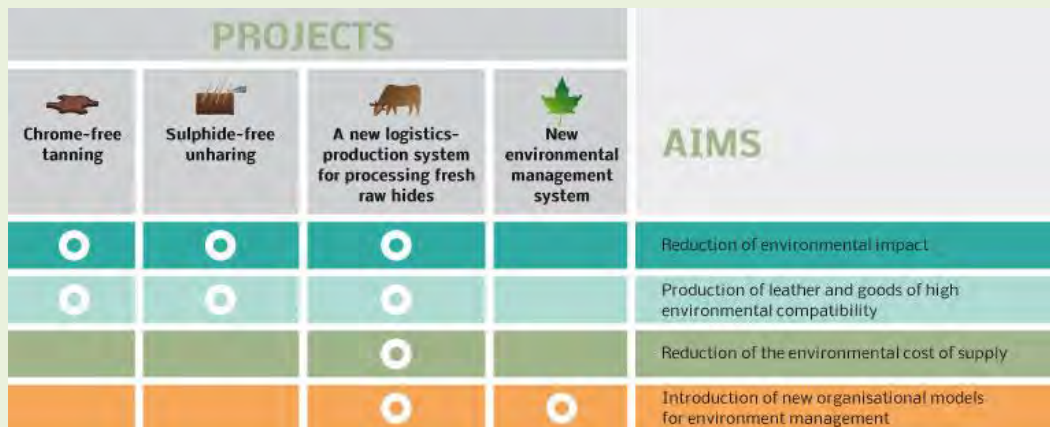 PROJECTS
Chrome-free
tanning
Sulphide-free
unharing
A new logistics-
production system
for processing fresh
raw hides
New
environmental
management
system
AIMS
Reduction of environmental impact
Production of leather and goods of high
environmental compatibility
Reduction of the environmental cost of supply
Introduction of new organisational models
for environment management